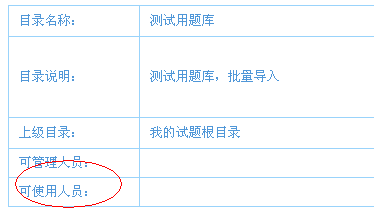 目录名称： 测试用题库
目录说明： 测试用题库，批量导入
上级目录： 我的试题根目录
可管理人员：
可使用人员：